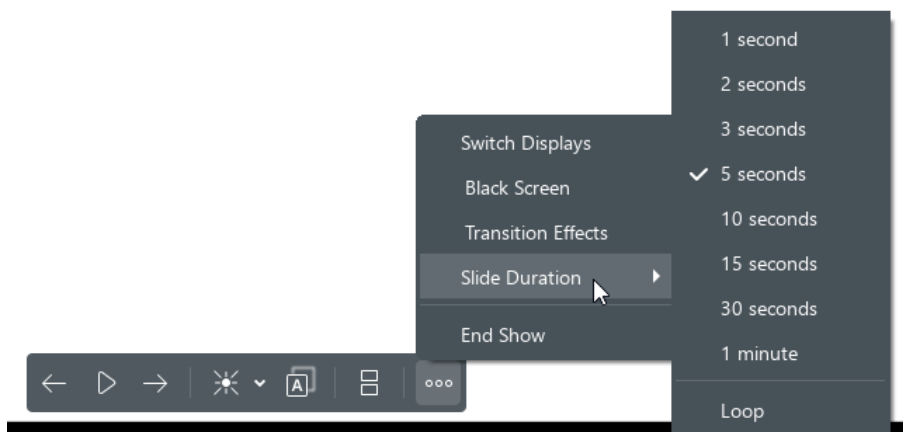 Switch Displays
Black Screen
Transition Effects
Slide Duration
End Show
1 second
2 seconds
3 seconds
5 seconds
10 seconds
15 seconds
30 seconds
1 minute
Loop
A